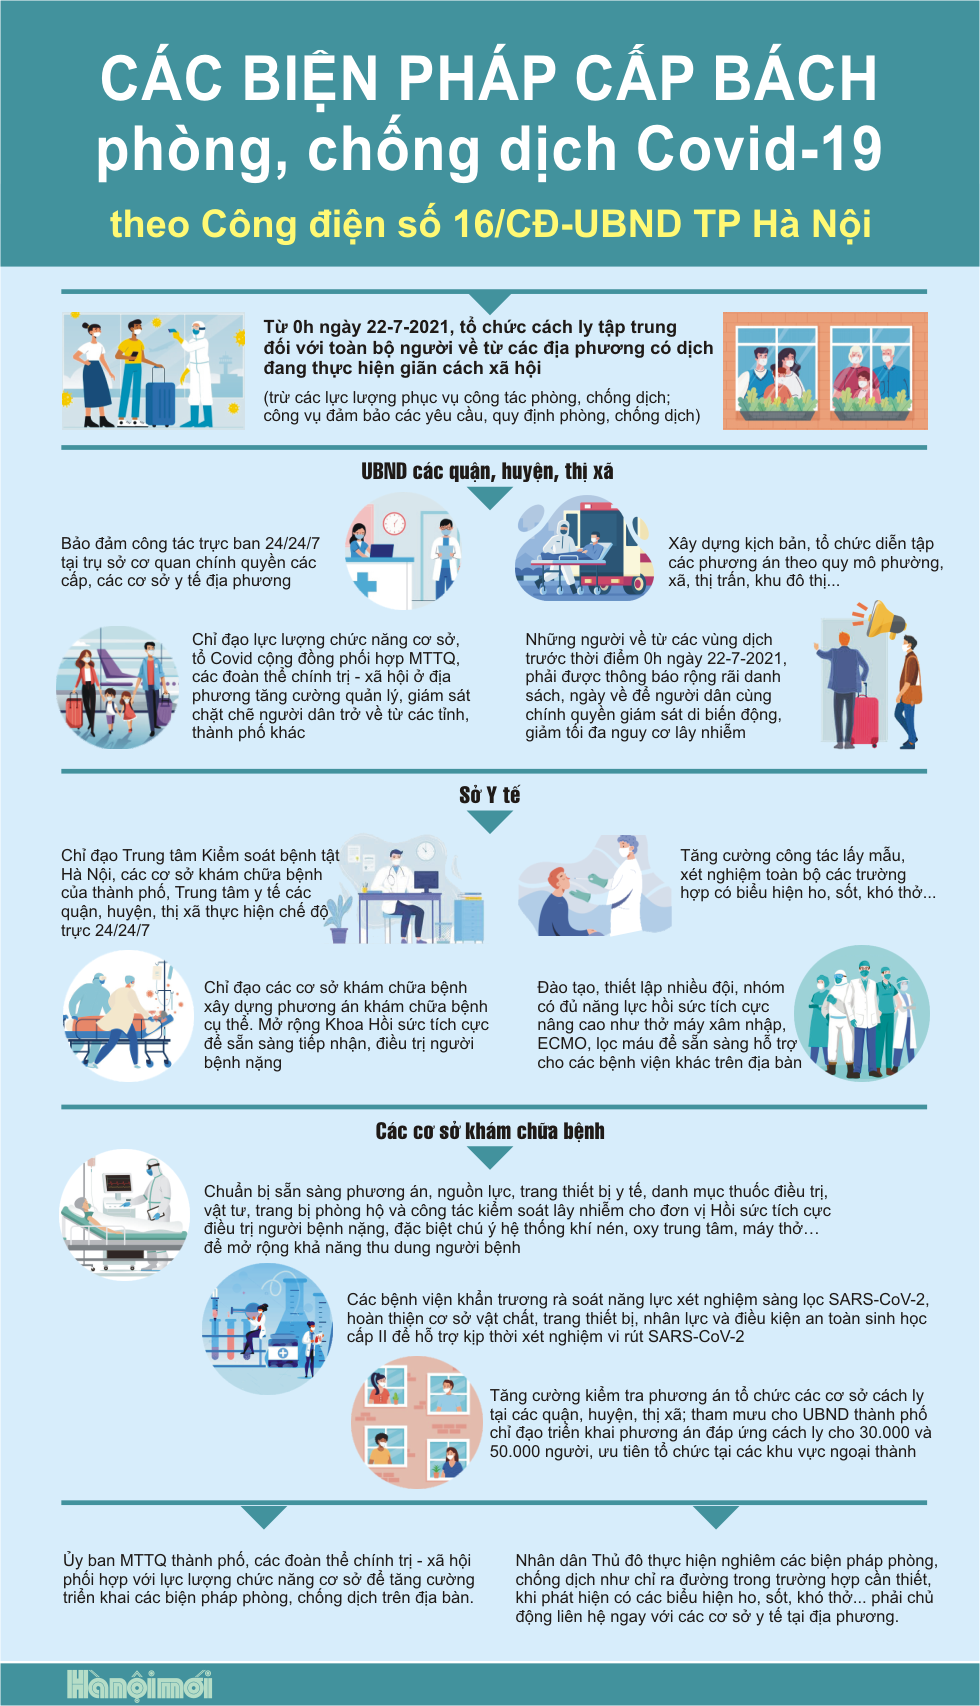 CÁC BIỆN PHÁP CẤP BÁCH
phòng, chống dịch Covid-19
theo Công điện số 16/CĐ-UBND TP Hà Nội
Từ 0h ngày 22-7-2021, tổ chức cách ly tập trung
đối với toàn bộ người về từ các địa phương có dịch
đang thực hiện giãn cách xã hội
(trừ các lực lượng phục vụ công tác phòng, chống dịch;
công vụ đảm bảo các yêu cầu, quy định phòng, chống dịch)
UBND các quận, huyện, thị xã
Bảo đảm công tác trực ban 24/24/7
tại trụ sở cơ quan chính quyền các
cấp, các cơ sở y tế địa phương
Xây dựng kịch bản, tổ chức diễn tập
các phương án theo quy mô phường,
xã, thị trấn, khu đô thị...
Chỉ đạo lực lượng chức năng cơ sở,
tổ Covid cộng đồng phối hợp MTTQ,
các đoàn thể chính trị - xã hội ở địa
phương tăng cường quản lý, giám sát
chặt chẽ người dân trở về từ các tỉnh,
thành phố khác
Những người về từ các vùng dịch
trước thời điểm 0h ngày 22-7-2021,
phải được thông báo rộng rãi danh
sách, ngày về để người dân cùng
chính quyền giám sát di biến động,
giảm tối đa nguy cơ lây nhiễm
Sở Y tế
Chỉ đạo Trung tâm Kiểm soát bệnh tật
Hà Nội, các cơ sở khám chữa bệnh
của thành phố, Trung tâm y tế các
quận, huyện, thị xã thực hiện chế độ
trực 24/24/7
Tăng cường công tác lấy mẫu,
xét nghiệm toàn bộ các trường
hợp có biểu hiện ho, sốt, khó thở...
Chỉ đạo các cơ sở khám chữa bệnh
xây dựng phương án khám chữa bệnh
cụ thể. Mở rộng Khoa Hồi sức tích cực
để sẵn sàng tiếp nhận, điều trị người
bệnh nặng
Đào tạo, thiết lập nhiều đội, nhóm
có đủ năng lực hồi sức tích cực
nâng cao như thở máy xâm nhập,
ECMO, lọc máu để sẵn sàng hỗ trợ
cho các bệnh viện khác trên địa bàn
Các cơ sở khám chữa bệnh
Chuẩn bị sẵn sàng phương án, nguồn lực, trang thiết bị y tế, danh mục thuốc điều trị,
vật tư, trang bị phòng hộ và công tác kiểm soát lây nhiễm cho đơn vị Hồi sức tích cực
điều trị người bệnh nặng, đặc biệt chú ý hệ thống khí nén, oxy trung tâm, máy thở…
để mở rộng khả năng thu dung người bệnh
Các bệnh viện khẩn trương rà soát năng lực xét nghiệm sàng lọc SARS-CoV-2,
hoàn thiện cơ sở vật chất, trang thiết bị, nhân lực và điều kiện an toàn sinh học
cấp II để hỗ trợ kịp thời xét nghiệm vi rút SARS-CoV-2
Tăng cường kiểm tra phương án tổ chức các cơ sở cách ly
tại các quận, huyện, thị xã; tham mưu cho UBND thành phố
chỉ đạo triển khai phương án đáp ứng cách ly cho 30.000 và
50.000 người, ưu tiên tổ chức tại các khu vực ngoại thành
Ủy ban MTTQ thành phố, các đoàn thể chính trị - xã hội
phối hợp với lực lượng chức năng cơ sở để tăng cường
triển khai các biện pháp phòng, chống dịch trên địa bàn.
Nhân dân Thủ đô thực hiện nghiêm các biện pháp phòng,
chống dịch như chỉ ra đường trong trường hợp cần thiết,
khi phát hiện có các biểu hiện ho, sốt, khó thở... phải chủ
động liên hệ ngay với các cơ sở y tế tại địa phương.
Hànộimới